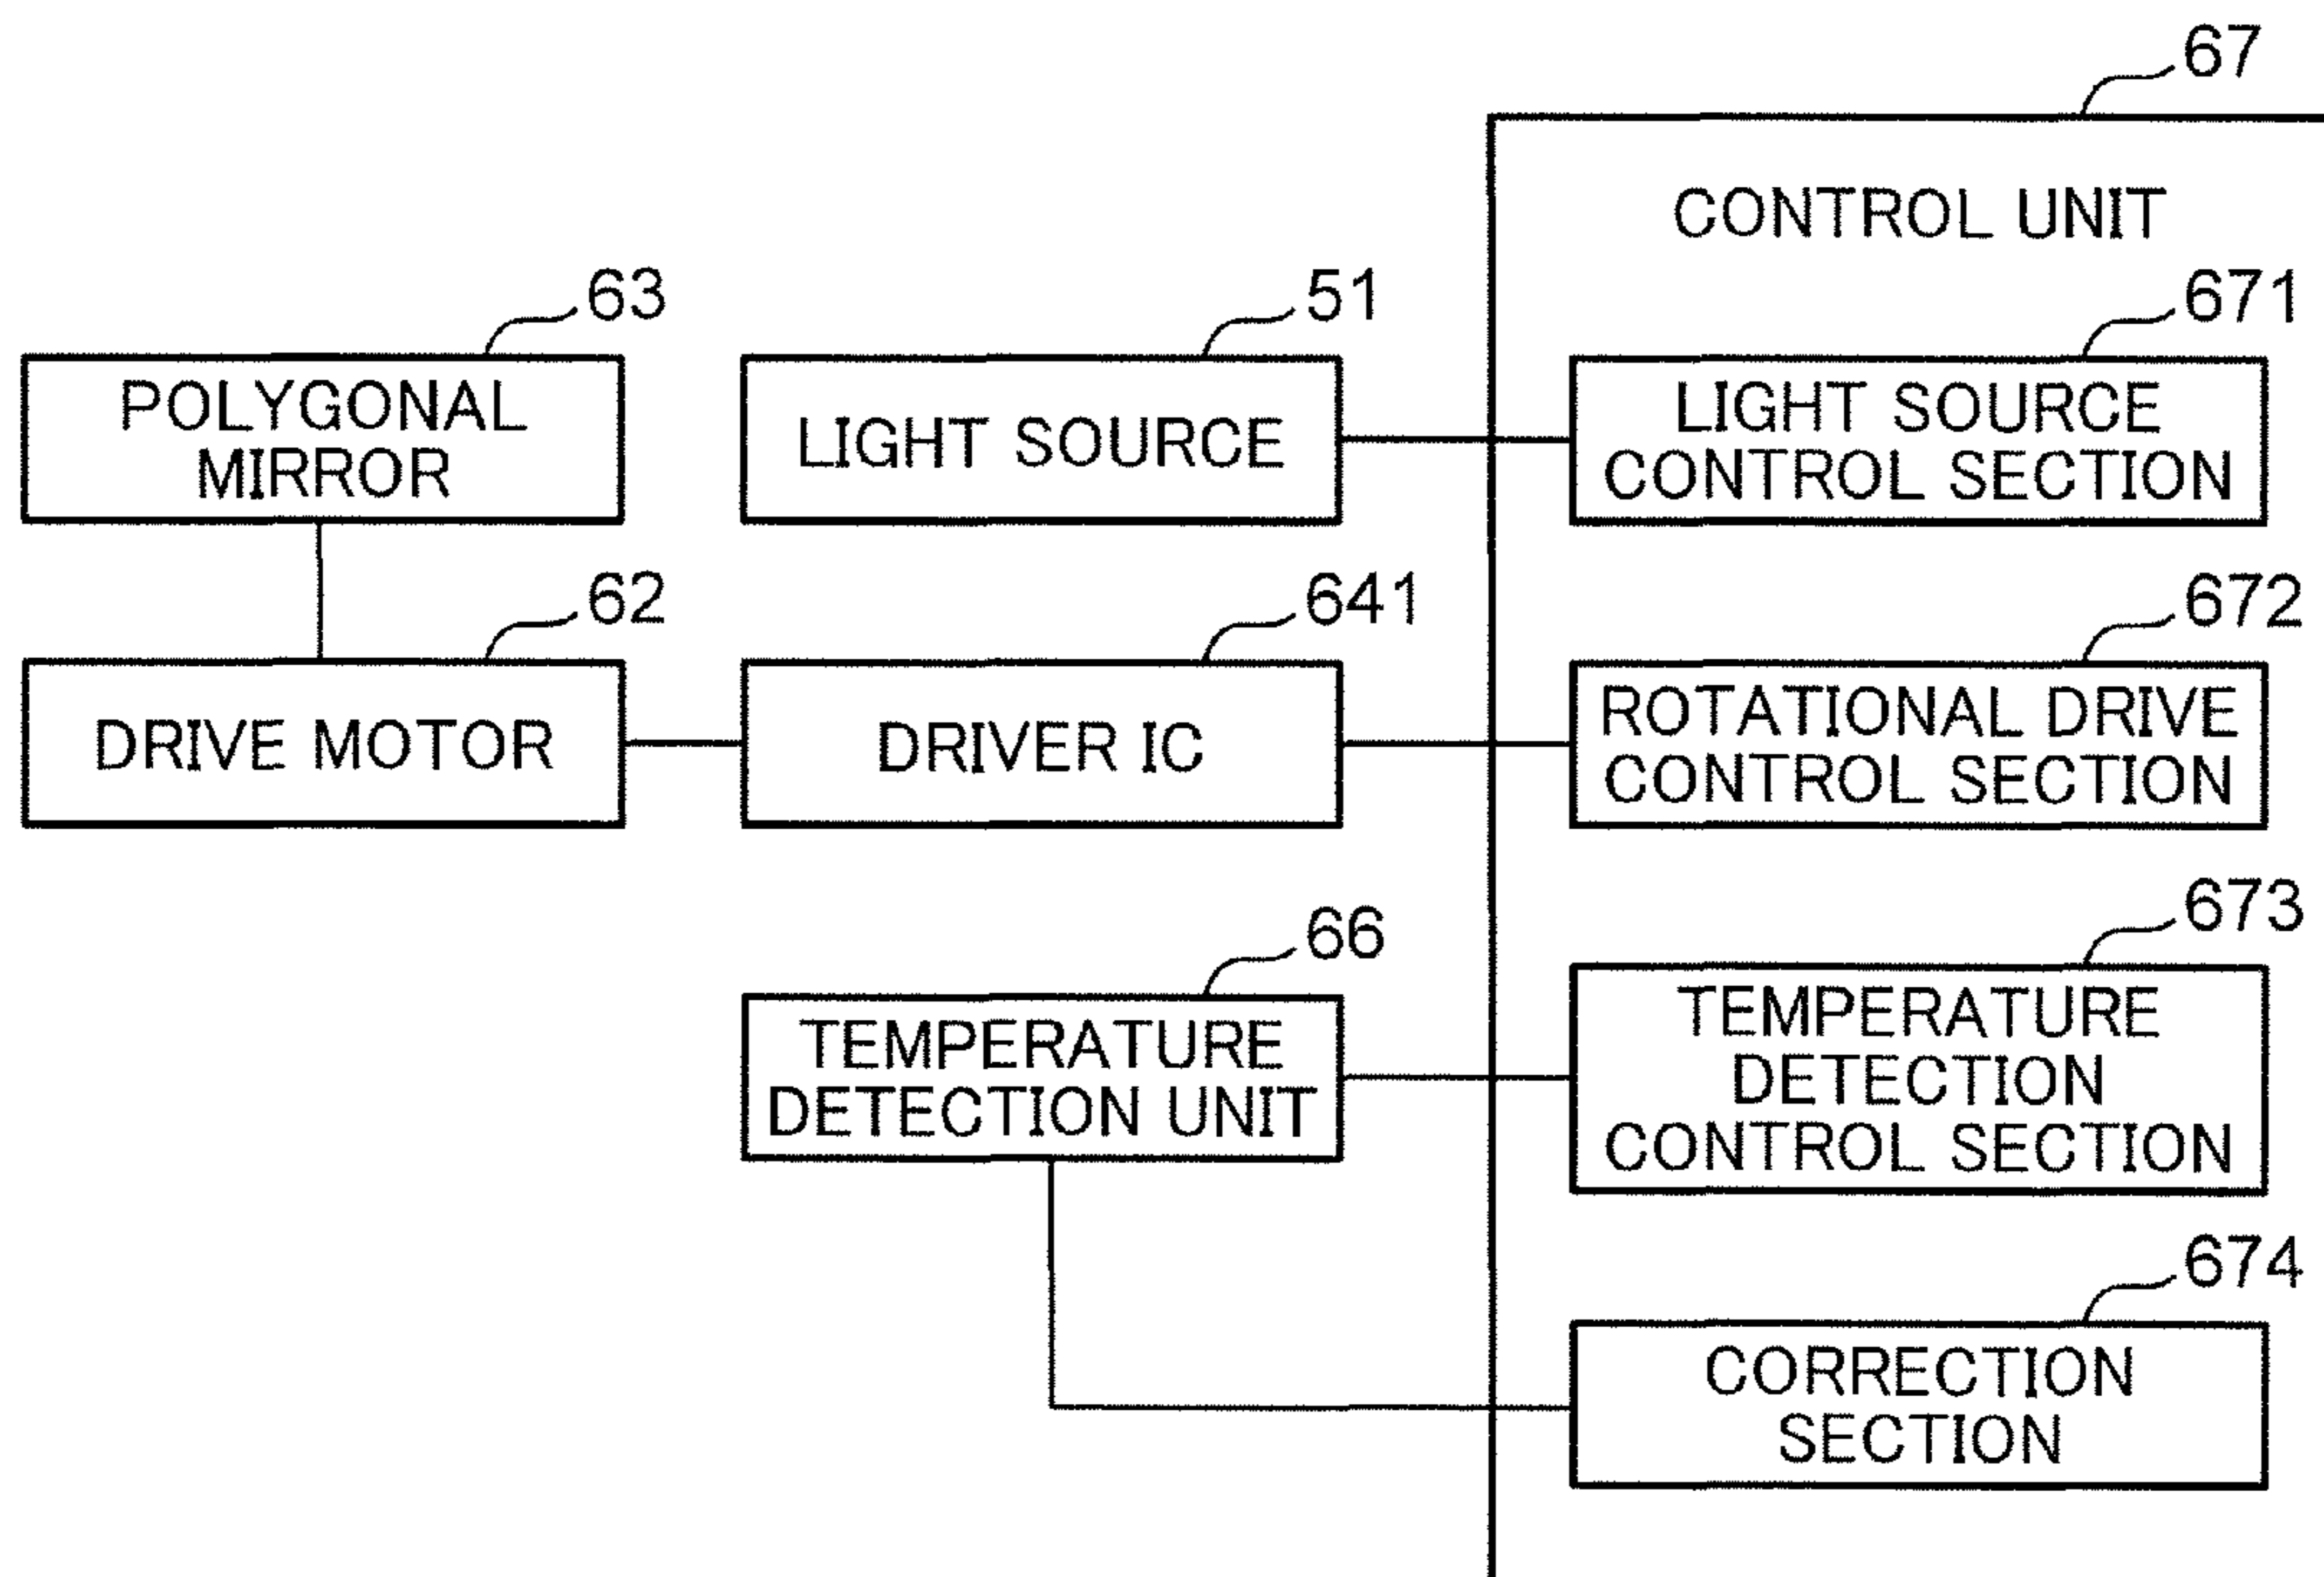 67
CONTROL UNIT
63
51
671
POLYGONAL
MIRROR
LIGHT SOURCE
LIGHT SOURCE
CONTROL SECTION
62
641
672
DRIVE MOTOR
DRIVER IC
ROTATIONAL DRIVE
CONTROL SECTION
66
673
TEMPERATURE
DETECTION UNIT
TEMPERATURE
DETECTION
CONTROL SECTION
674
CORRECTION
SECTION